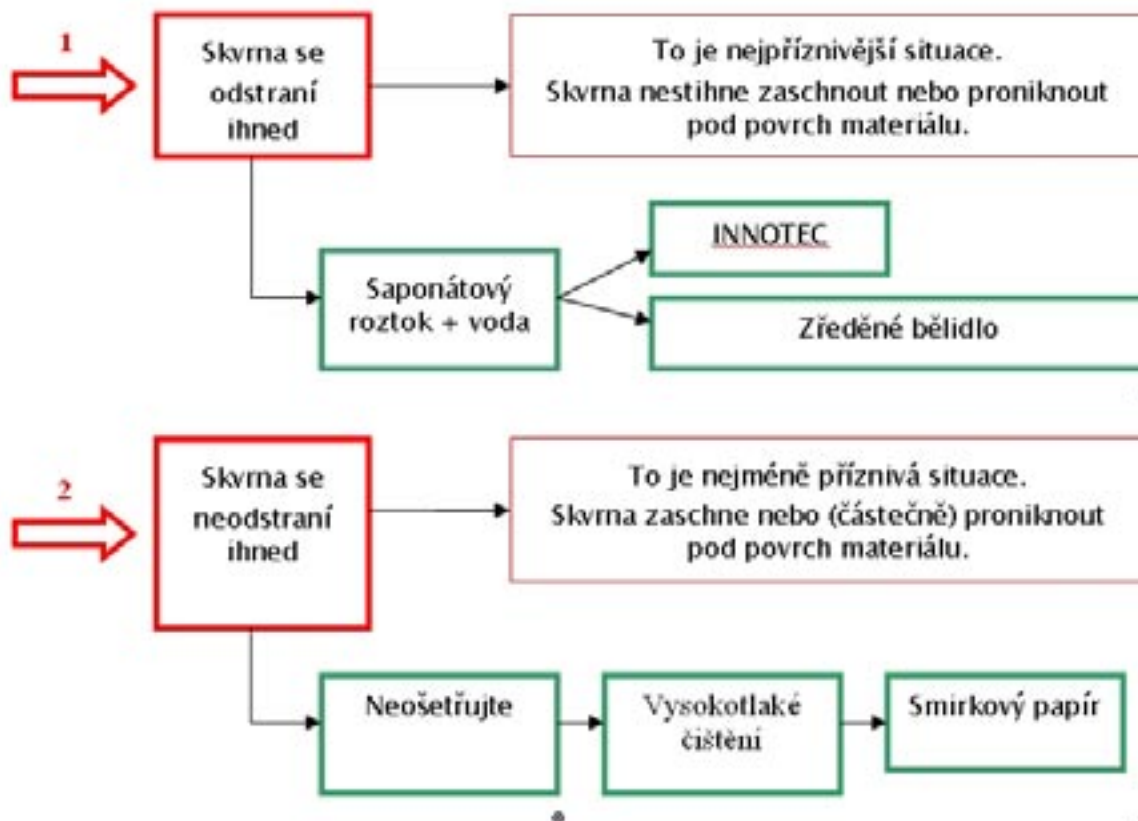 1
Skvrna se
odstraní
ihned
To je nejpříznivější situace.
Skvrna nestihne zaschnout nebo proniknout
pod povrch materiálu.
INNOTEC
Saponátový
roztok + voda
Zředěné bělidlo
2
Skvrna se
neodstraní
ihned
To je nejméně příznivá situace.
Skvrna zaschne nebo (částečně) proniknout
pod povrch materiálu.
Neošetřujte
Vysokotlaké
čištění
Smirkový papír